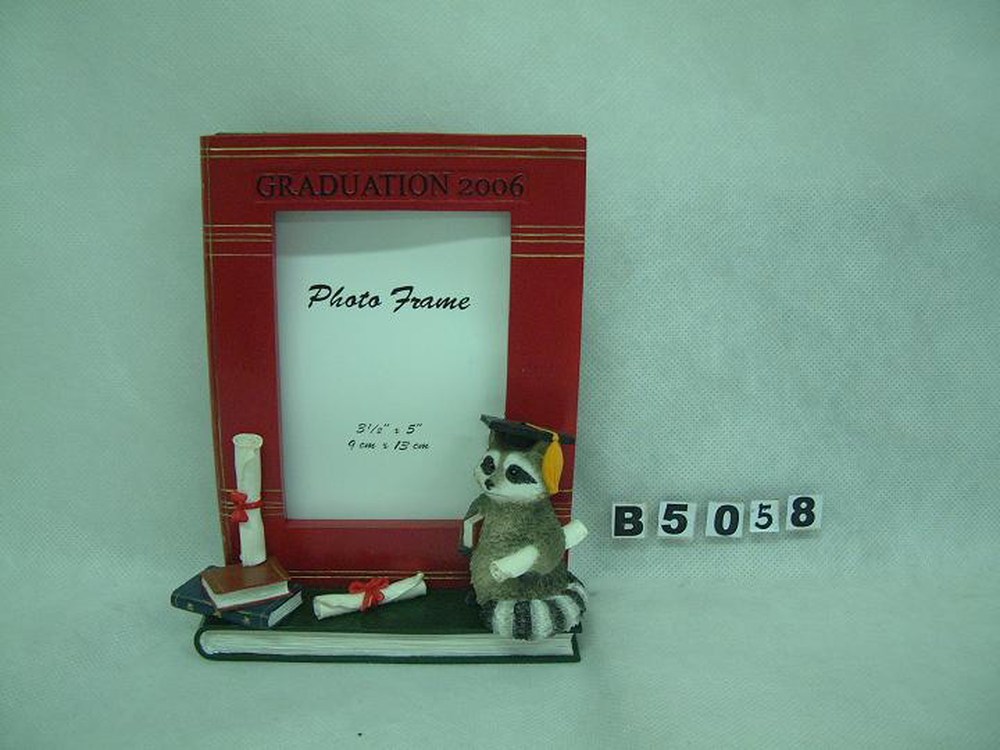 GRADUATION 2006
Photo Frame
3½" x 5"
9 cm x 13 cm
B5058